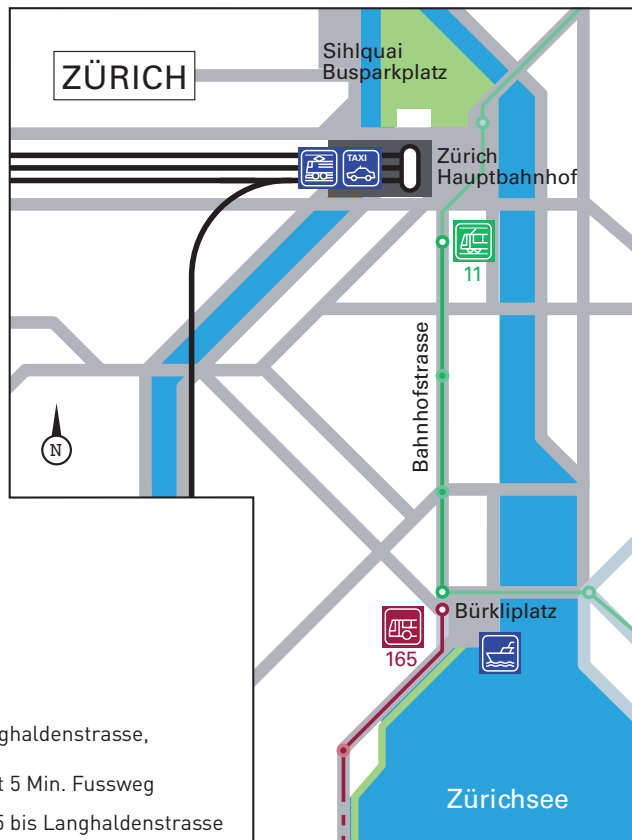 ZÜRICH
Sihlquai
Busparkplatz
TAXI
Zürich
Hauptbahnhof
11
Bahnhofstrasse
N
Bürkliplatz
165
ghaldenstrasse,
t 5 Min. Fussweg
5 bis Langhaldenstrasse
Zürichsee